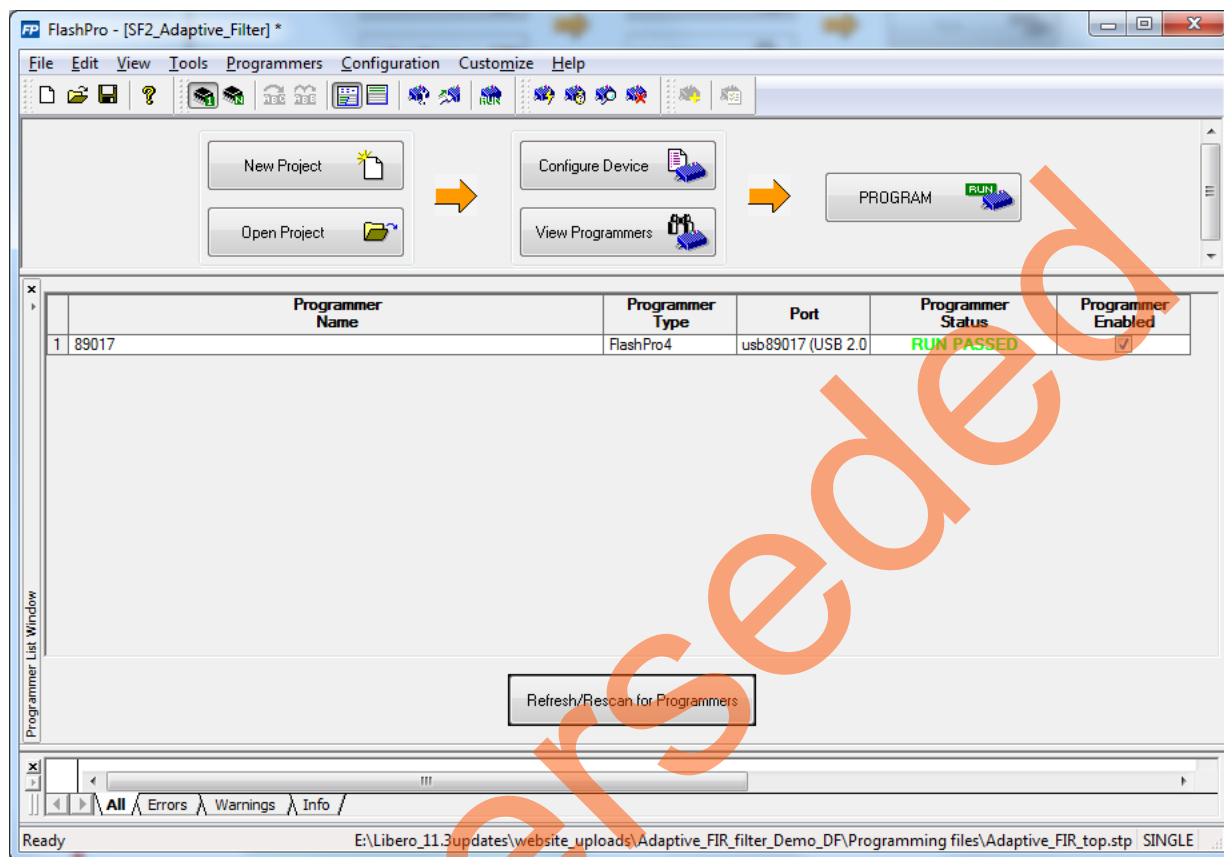 FP FlashPro - [SF2_Adaptive_Filter] *
File Edit View Tools Programmers Configuration Customize Help
New Project
Configure Device
PROGRAM
RUN
Open Project
View Programmers
Programmer Name
Programmer Type
Port
Programmer Status
Programmer Enabled
1 89017 FlashPro4 usb89017 (USB 2.0 RUN PASSED
Programmer List Window
Refresh/Rescan for Programmers
All Errors Warnings Info
Ready E:\Libero_11.3updates\website_uploads\Adaptive_FIR_filter_Demo_DF\Programming files\Adaptive_FIR_top.stp SINGLE
erseded